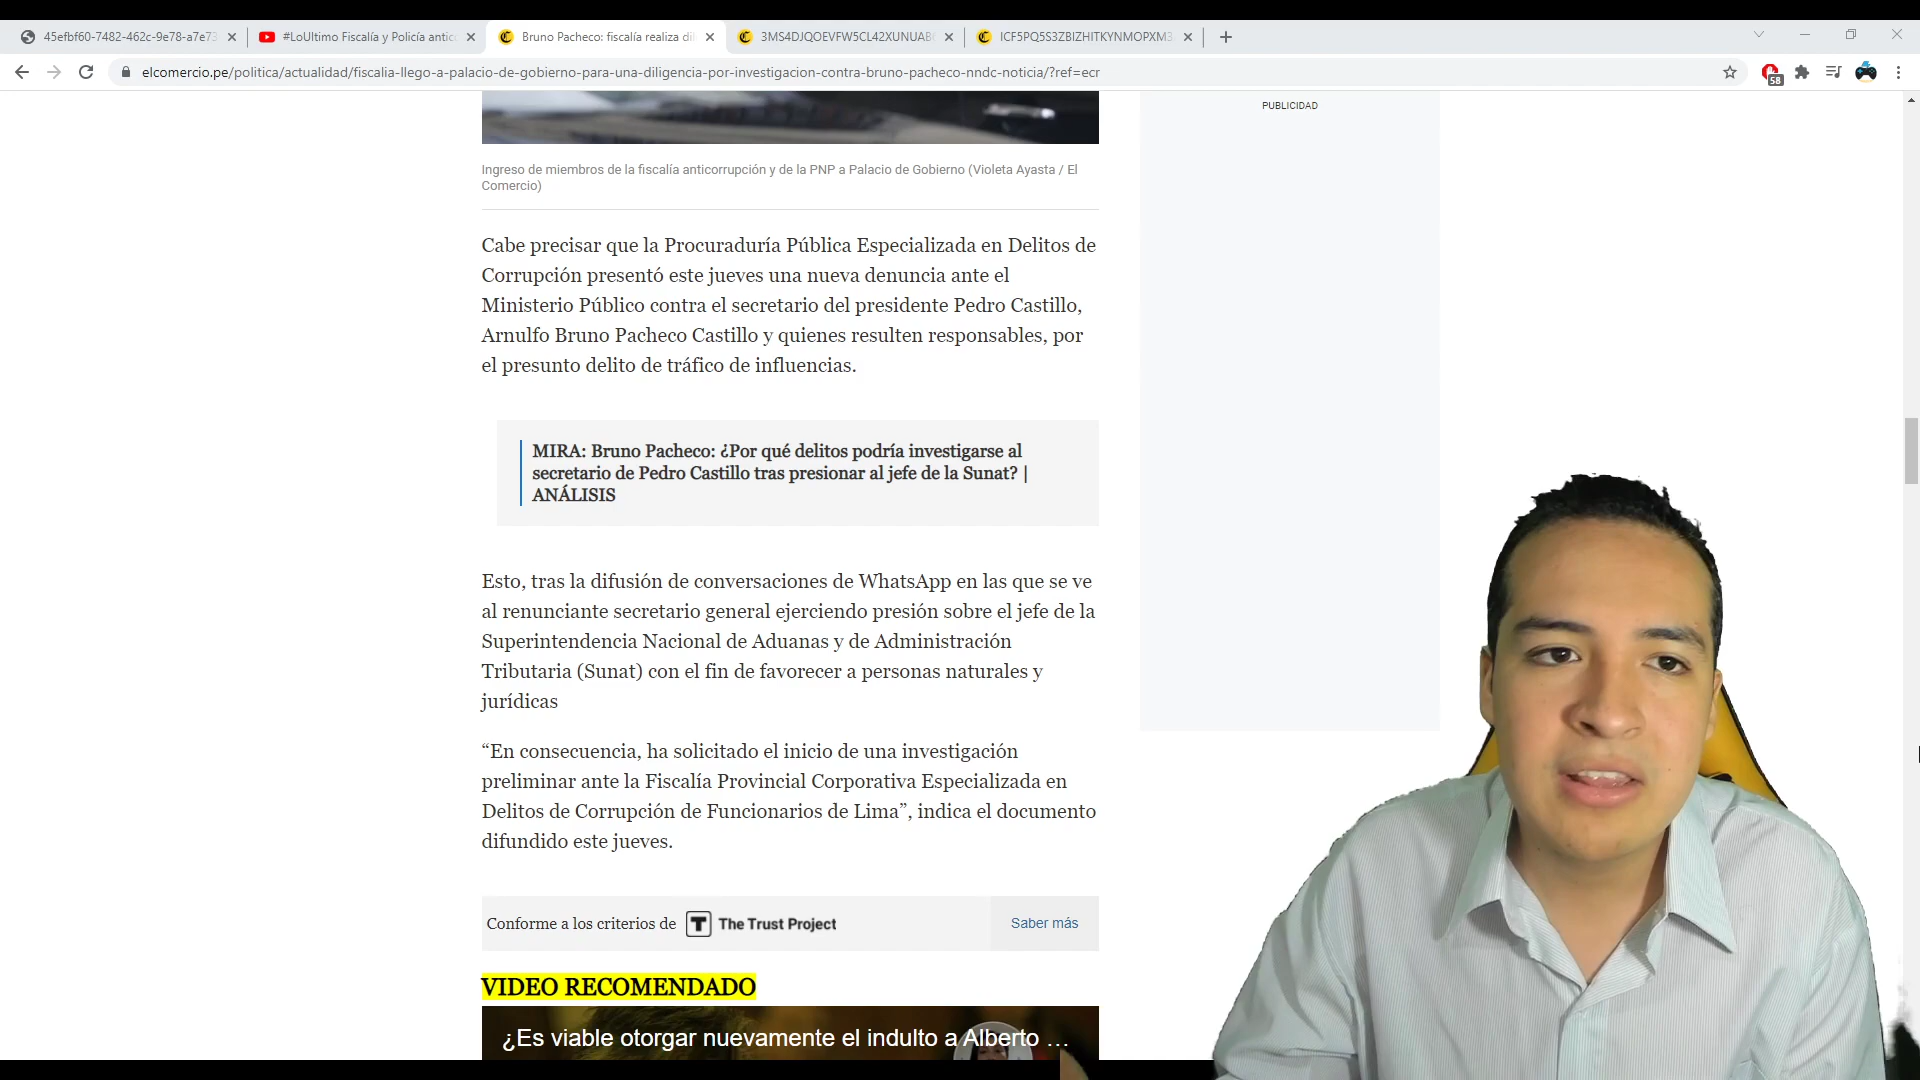 45efbf60-7482-462c-9e78-a7e73
#LoUltimo Fiscalía y Policía antic
Bruno Pacheco: fiscalía realiza dil
3MS4DJQOEVFW5CL42XUNUAB
ICF5PQ5S3ZBIZHITKYNMOPXM3
elcomercio.pe/politica/actualidad/fiscalia-llego-a-palacio-de-gobierno-para-una-diligencia-por-investigacion-contra-bruno-pacheco-nndc-noticia/?ref=ecr
58
PUBLICIDAD
Ingreso de miembros de la fiscalía anticorrupción y de la PNP a Palacio de Gobierno (Violeta Ayasta / El
Comercio)
Cabe precisar que la Procuraduría Pública Especializada en Delitos de
Corrupción presentó este jueves una nueva denuncia ante el
Ministerio Público contra el secretario del presidente Pedro Castillo,
Arnulfo Bruno Pacheco Castillo y quienes resulten responsables, por
el presunto delito de tráfico de influencias.
MIRA: Bruno Pacheco: ¿Por qué delitos podría investigarse al
secretario de Pedro Castillo tras presionar al jefe de la Sunat? |
ANÁLISIS
Esto, tras la difusión de conversaciones de WhatsApp en las que se ve
al renunciante secretario general ejerciendo presión sobre el jefe de la
Superintendencia Nacional de Aduanas y de Administración
Tributaria (Sunat) con el fin de favorecer a personas naturales y
jurídicas
“En consecuencia, ha solicitado el inicio de una investigación
preliminar ante la Fiscalía Provincial Corporativa Especializada en
Delitos de Corrupción de Funcionarios de Lima”, indica el documento
difundido este jueves.
Conforme a los criterios de T The Trust Project
Saber más
VIDEO RECOMENDADO
¿Es viable otorgar nuevamente el indulto a Alberto ...